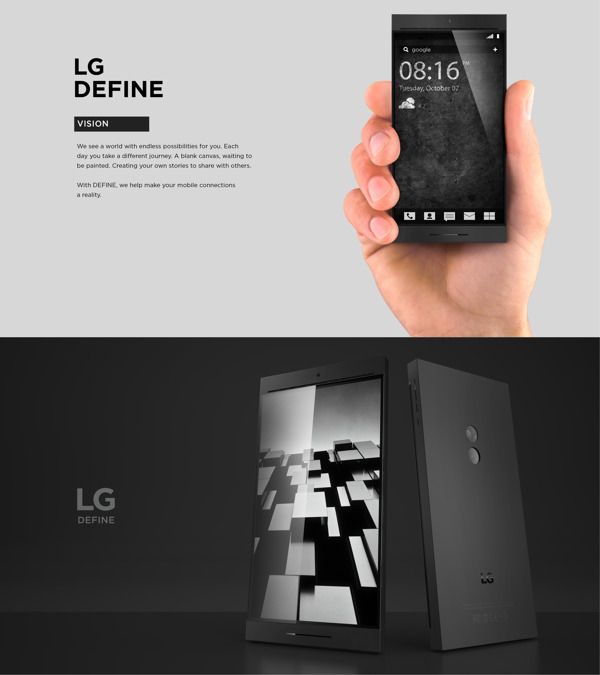 LG
DEFINE
VISION
We see a world with endless possibilities for you. Each
day you take a different journey. A blank canvas, waiting to
be painted. Creating your own stories to share with others.
With DEFINE, we help make your mobile connections
a reality.
google
08:16 PM
Tuesday, October 07
LG
DEFINE
LG